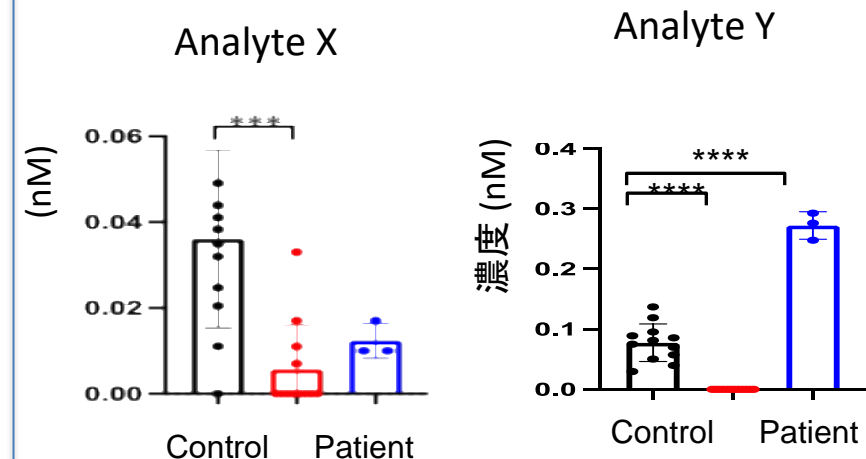 Analyte X
(nM)
0.06
0.04
0.02
0.00
***
Control Patient
Analyte Y
濃度 (nM)
0.4
0.3
0.2
0.1
0.0
****
****
Control Patient